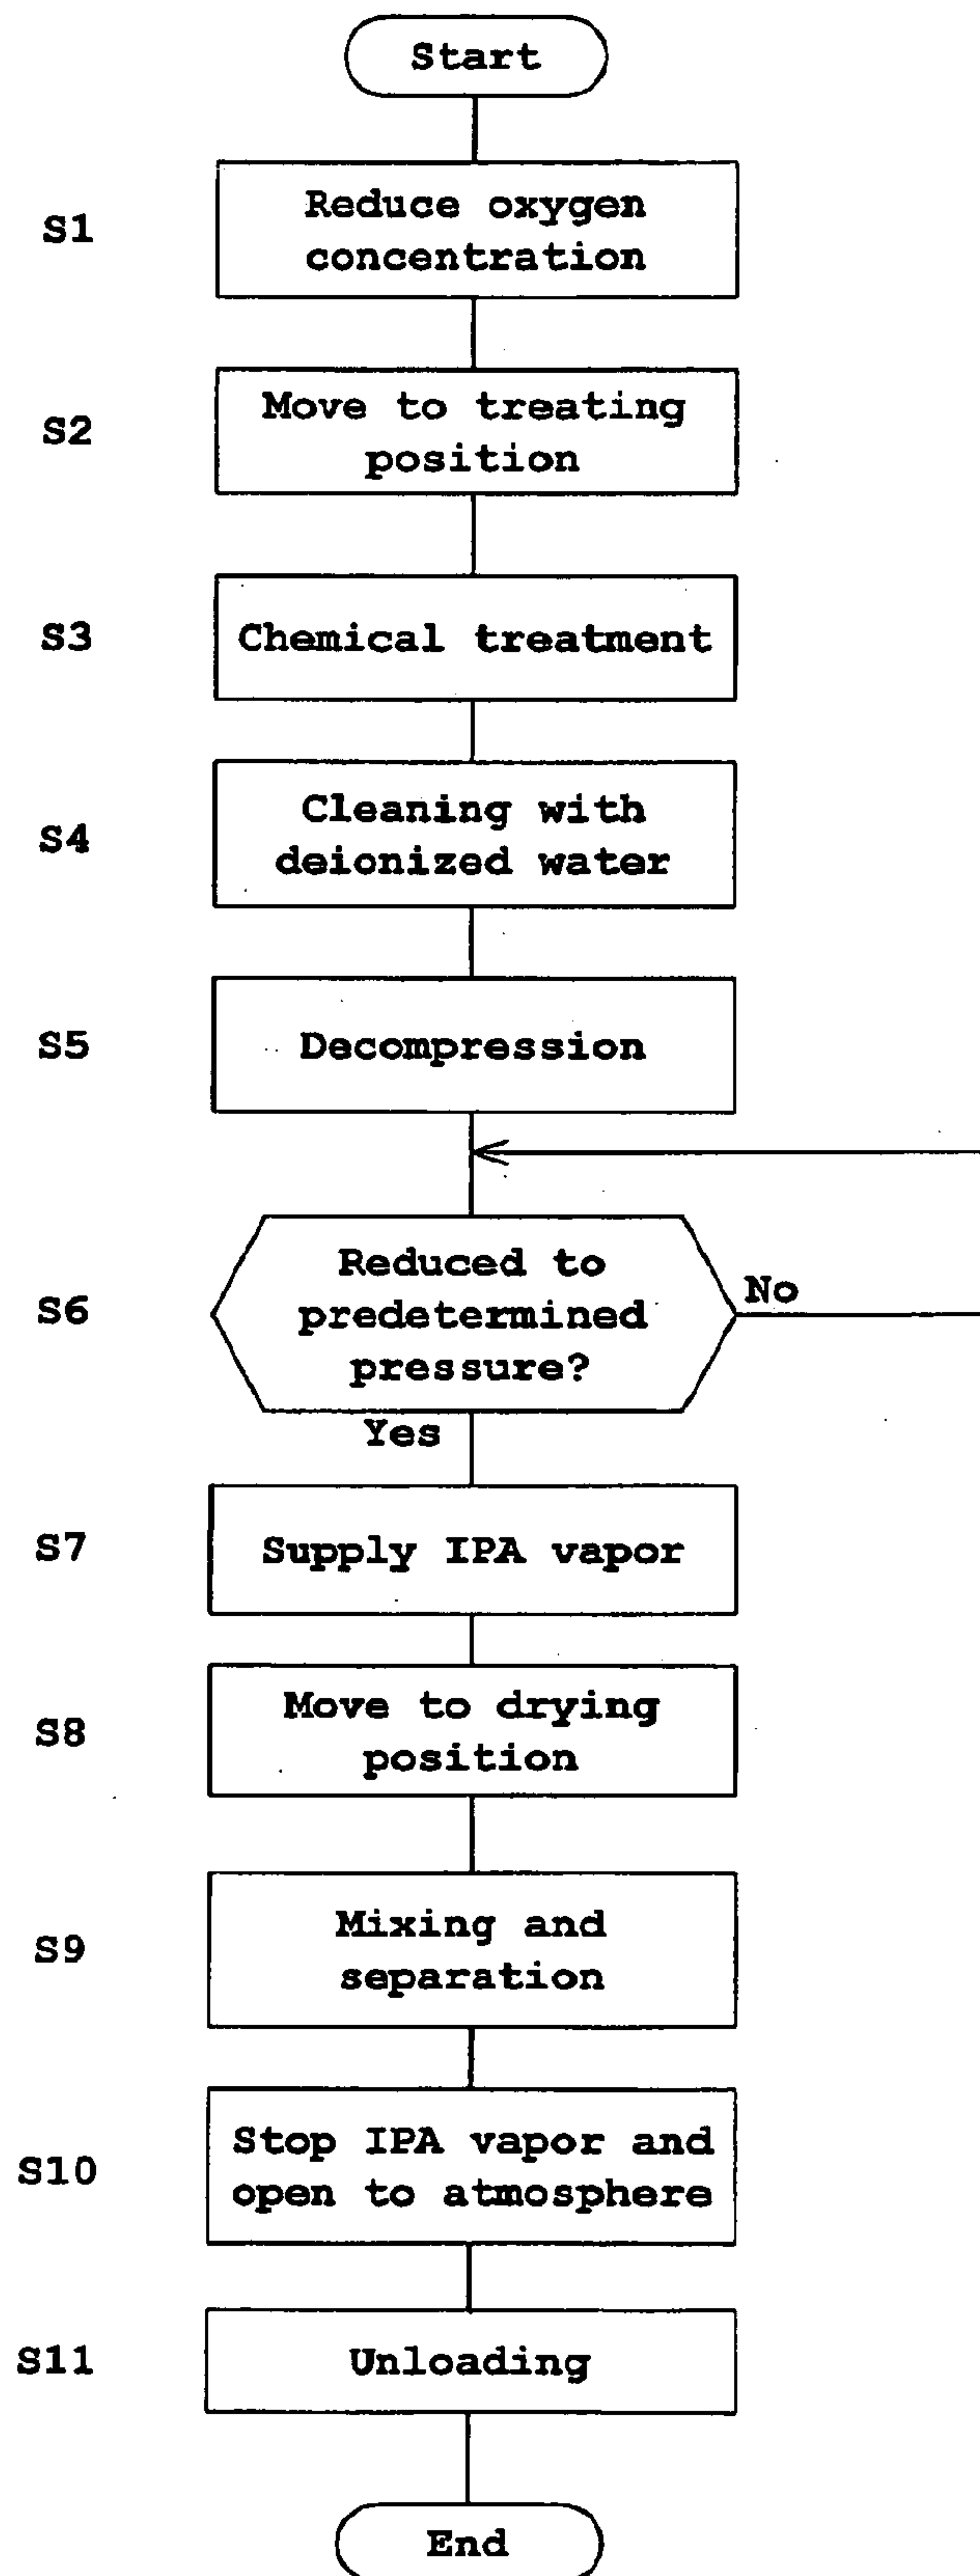 Start
S1
Reduce oxygen
concentration
S2
Move to treating
position
S3
Chemical treatment
S4
Cleaning with
deionized water
S5
Decompression
S6
Reduced to
predetermined
pressure?
No
Yes
S7
Supply IPA vapor
S8
Move to drying
position
S9
Mixing and
separation
S10
Stop IPA vapor and
open to atmosphere
S11
Unloading
End